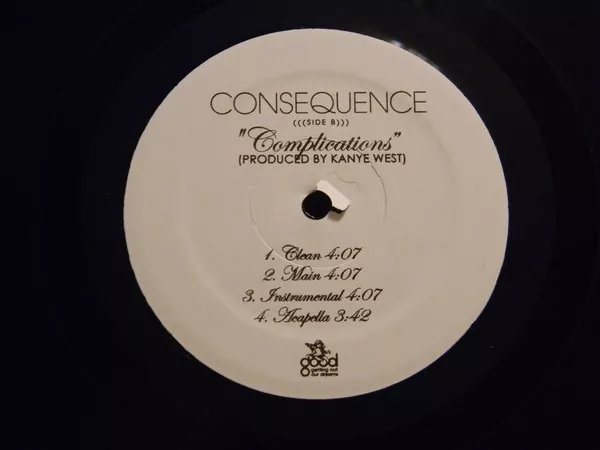 CONSEQUENCE
(((SIDE B)))
"Complications"
(PRODUCED BY KANYE WEST)
1. Clean 4:07
2. Main 4:07
3. Instrumental 4:07
4. Acapella 3:42
good
getting out
our dreams